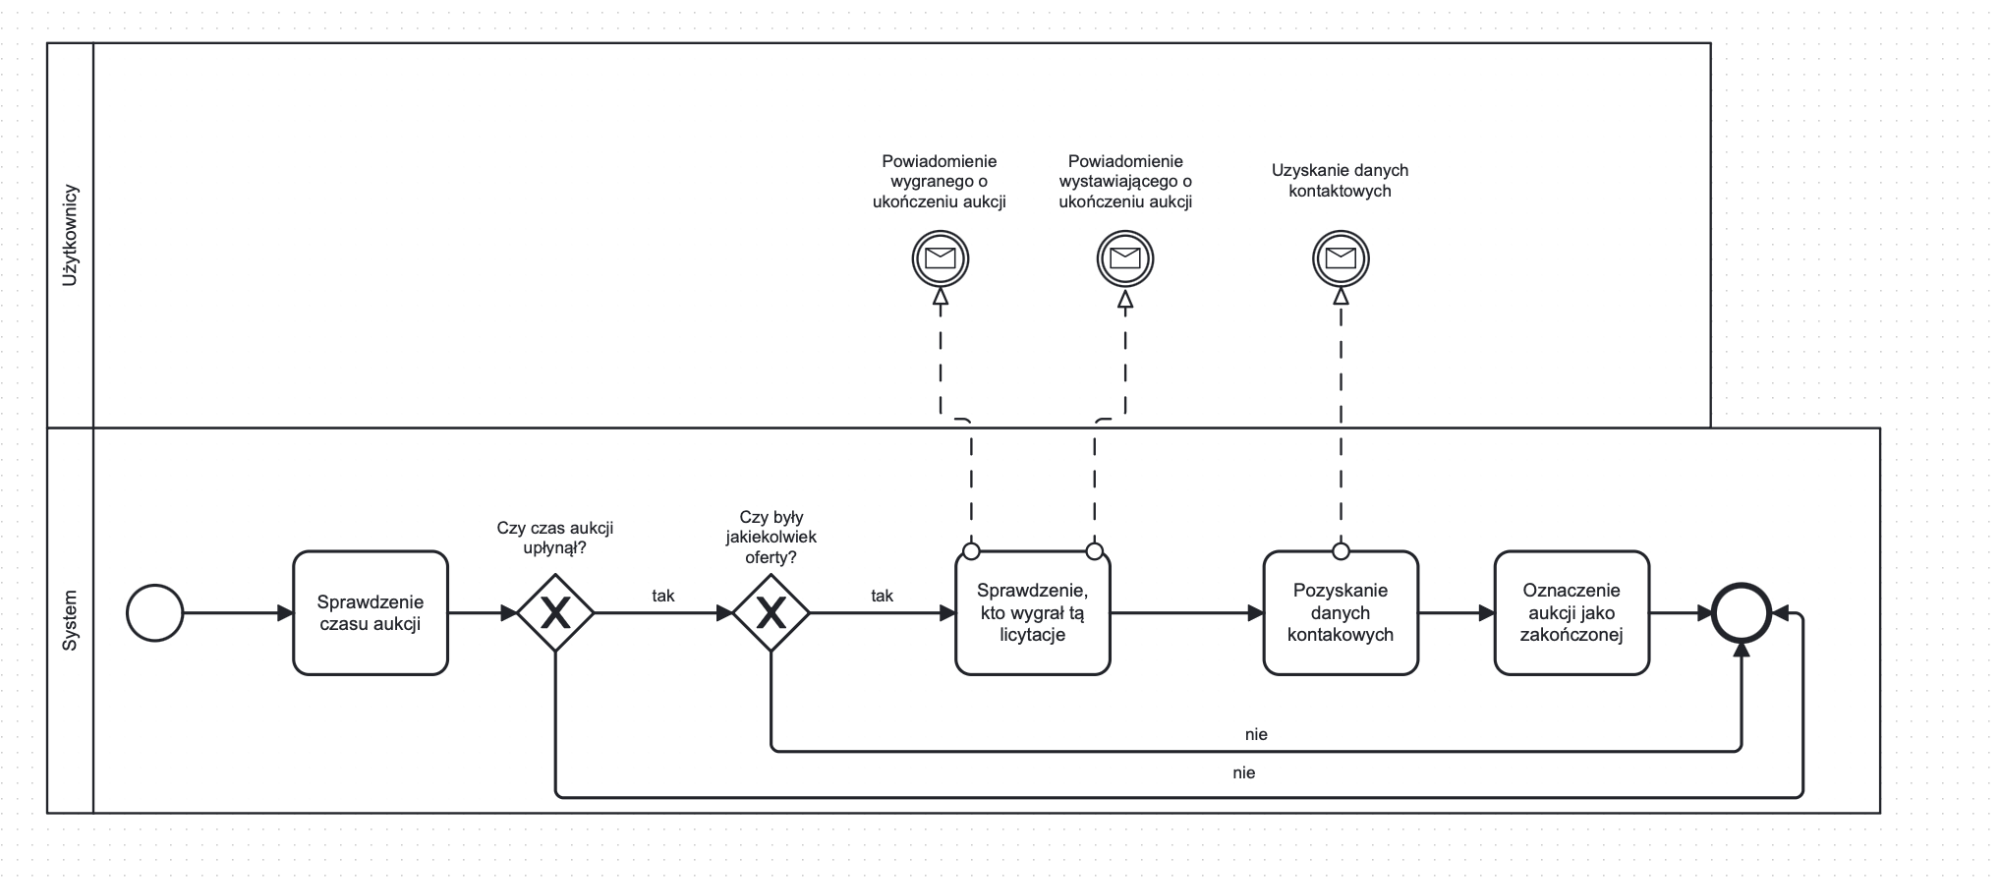 Użytkownicy
Powiadomienie
wygranego o
ukończeniu aukcji
Powiadomienie
wystawiającego o
ukończeniu aukcji
Uzyskanie danych
kontaktowych
System
Sprawdzenie
czasu aukcji
Czy czas aukcji
upłynął?
tak
Czy były
jakiekolwiek
oferty?
tak
Sprawdzenie,
kto wygrał tą
licytacje
Pozyskanie
danych
kontakowych
Oznaczenie
aukcji jako
zakończonej
nie
nie